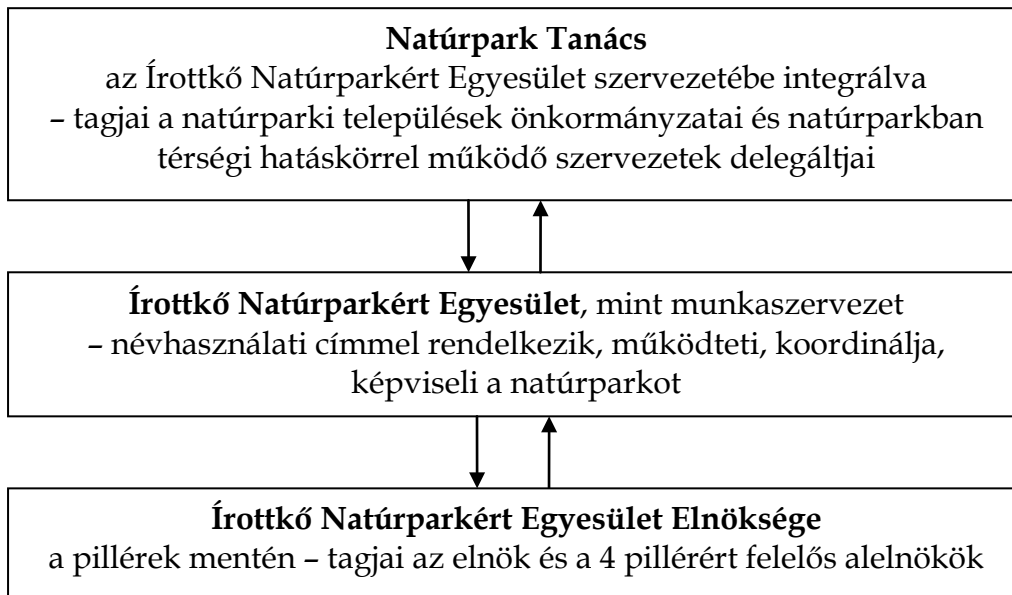 Natúrpark Tanács
az Írottkő Natúrparkért Egyesület szervezetébe integrálva
– tagjai a natúrparki települések önkormányzatai és natúrparkban
térségi hatáskörrel működő szervezetek delegáltjai
Írottkő Natúrparkért Egyesület, mint munkaszervezet
– névhasználati címmel rendelkezik, működteti, koordinálja,
képviseli a natúrparkot
Írottkő Natúrparkért Egyesület Elnöksége
a pillérek mentén – tagjai az elnök és a 4 pillérért felelős alelnökök